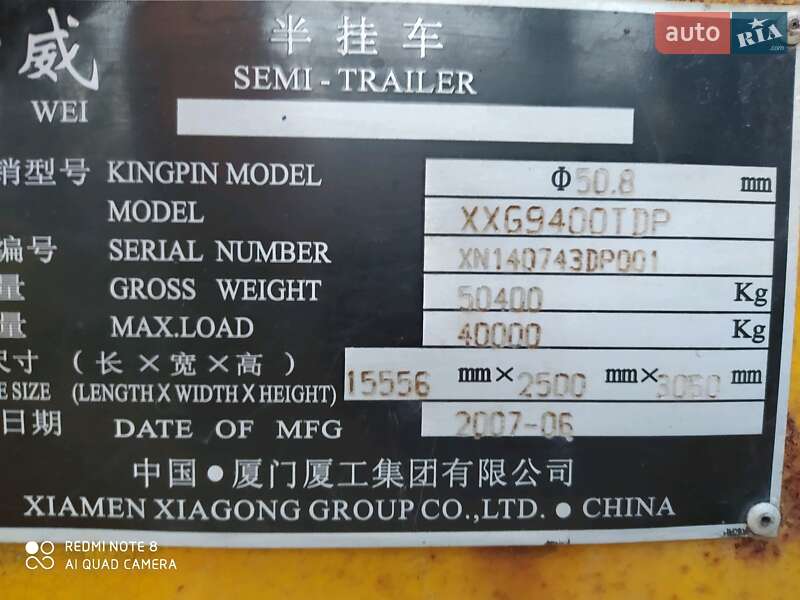 auto RIA.com
威 半挂车
WEI SEMI - TRAILER
销型号 KINGPIN MODEL Φ50.8 mm
MODEL XXG9400TDP
编号 SERIAL NUMBER XN140743DP001
量 GROSS WEIGHT 50400 Kg
量 MAX.LOAD 40000 Kg
尺寸 (长×宽×高)
E SIZE (LENGTH X WIDTH X HEIGHT) 15556 mm× 2500 mm× 3060 mm
日期 DATE OF MFG 2007-06
中国●厦门厦工集团有限公司
XIAMEN XIAGONG GROUP CO.,LTD. ● CHINA
REDMI NOTE 8
AI QUAD CAMERA